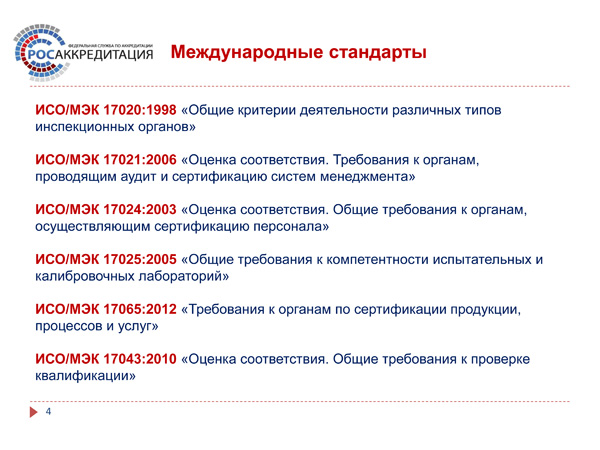 ФЕДЕРАЛЬНАЯ СЛУЖБА ПО АККРЕДИТАЦИИ
РОСАККРЕДИТАЦИЯ
Международные стандарты
ИСО/МЭК 17020:1998 «Общие критерии деятельности различных типов
инспекционных органов»
ИСО/МЭК 17021:2006 «Оценка соответствия. Требования к органам,
проводящим аудит и сертификацию систем менеджмента»
ИСО/МЭК 17024:2003 «Оценка соответствия. Общие требования к органам,
осуществляющим сертификацию персонала»
ИСО/МЭК 17025:2005 «Общие требования к компетентности испытательных и
калибровочных лабораторий»
ИСО/МЭК 17065:2012 «Требования к органам по сертификации продукции,
процессов и услуг»
ИСО/МЭК 17043:2010 «Оценка соответствия. Общие требования к проверке
квалификации»
4